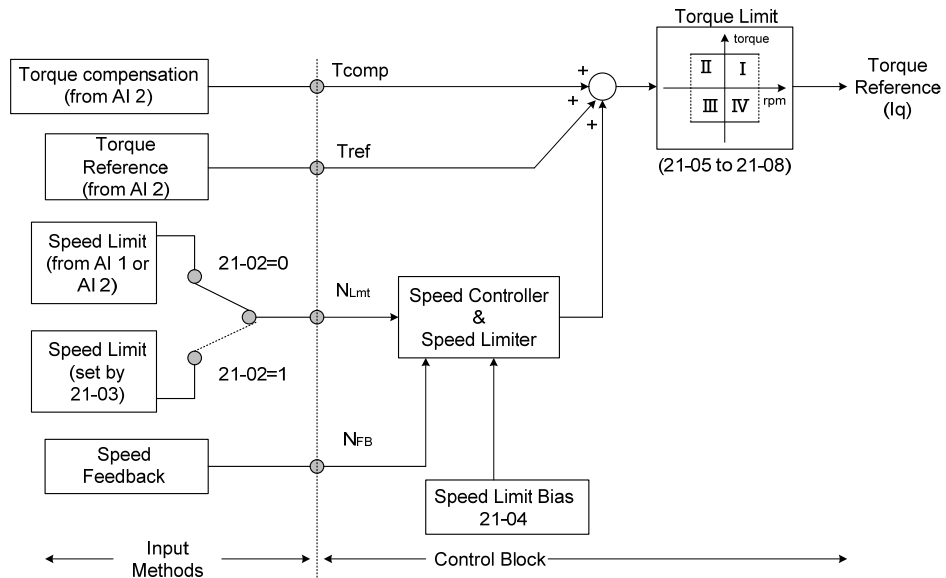 Torque Limit
torque
II
I
rpm
III
IV
(21-05 to 21-08)
Torque
Reference
(Iq)
Torque compensation
(from AI 2)
Tcomp
+
+
+
Torque
Reference
(from AI 2)
Tref
Speed Limit
(from AI 1 or
AI 2)
21-02=0
NLmt
Speed Controller
&
Speed Limiter
Speed Limit
(set by
21-03)
21-02=1
Speed
Feedback
NFB
Speed Limit Bias
21-04
Input
Methods
Control Block